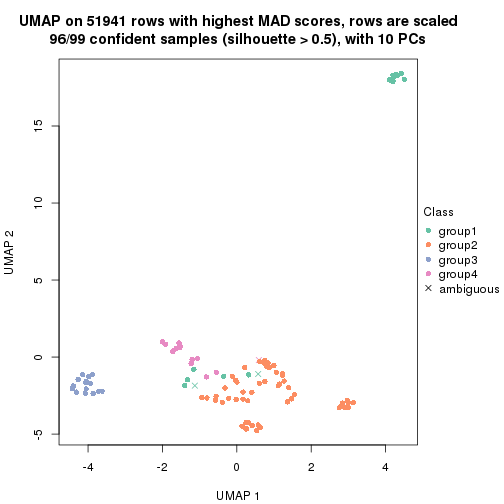 UMAP on 51941 rows with highest MAD scores, rows are scaled
96/99 confident samples (silhouette > 0.5), with 10 PCs
15
10
5
0
-5
UMAP 2
-4
-2
0
2
4
UMAP 1
Class
group1
group2
group3
group4
ambiguous